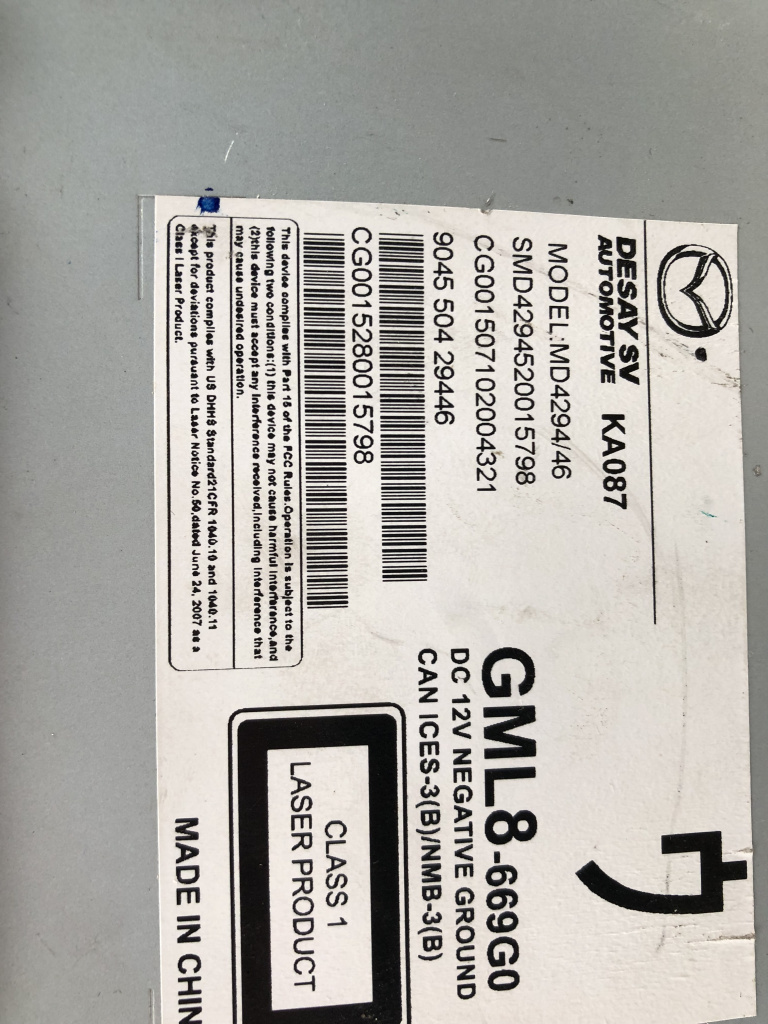 DESAY SV
AUTOMOTIVE KA087
MODEL:MD4294/46
SMD4294520015798
CG001507102004321
9045 504 29446
CG0015280015798
This device complies with Part 15 of the FCC Rules.Operation is subject to the
following two conditions:(1) this device may not cause harmful interference,and
(2)this device must accept any interference received,including interference that
may cause undesired operation.
This product complies with US DHHS Standard21CFR 1040.10 and 1040.11
except for deviations pursuant to Laser Notice No.50,dated June 24, 2007 as a
Class I Laser Product.
GML8-669G0
DC 12V NEGATIVE GROUND
CAN ICES-3(B)/NMB-3(B)
CLASS 1
LASER PRODUCT
MADE IN CHIN